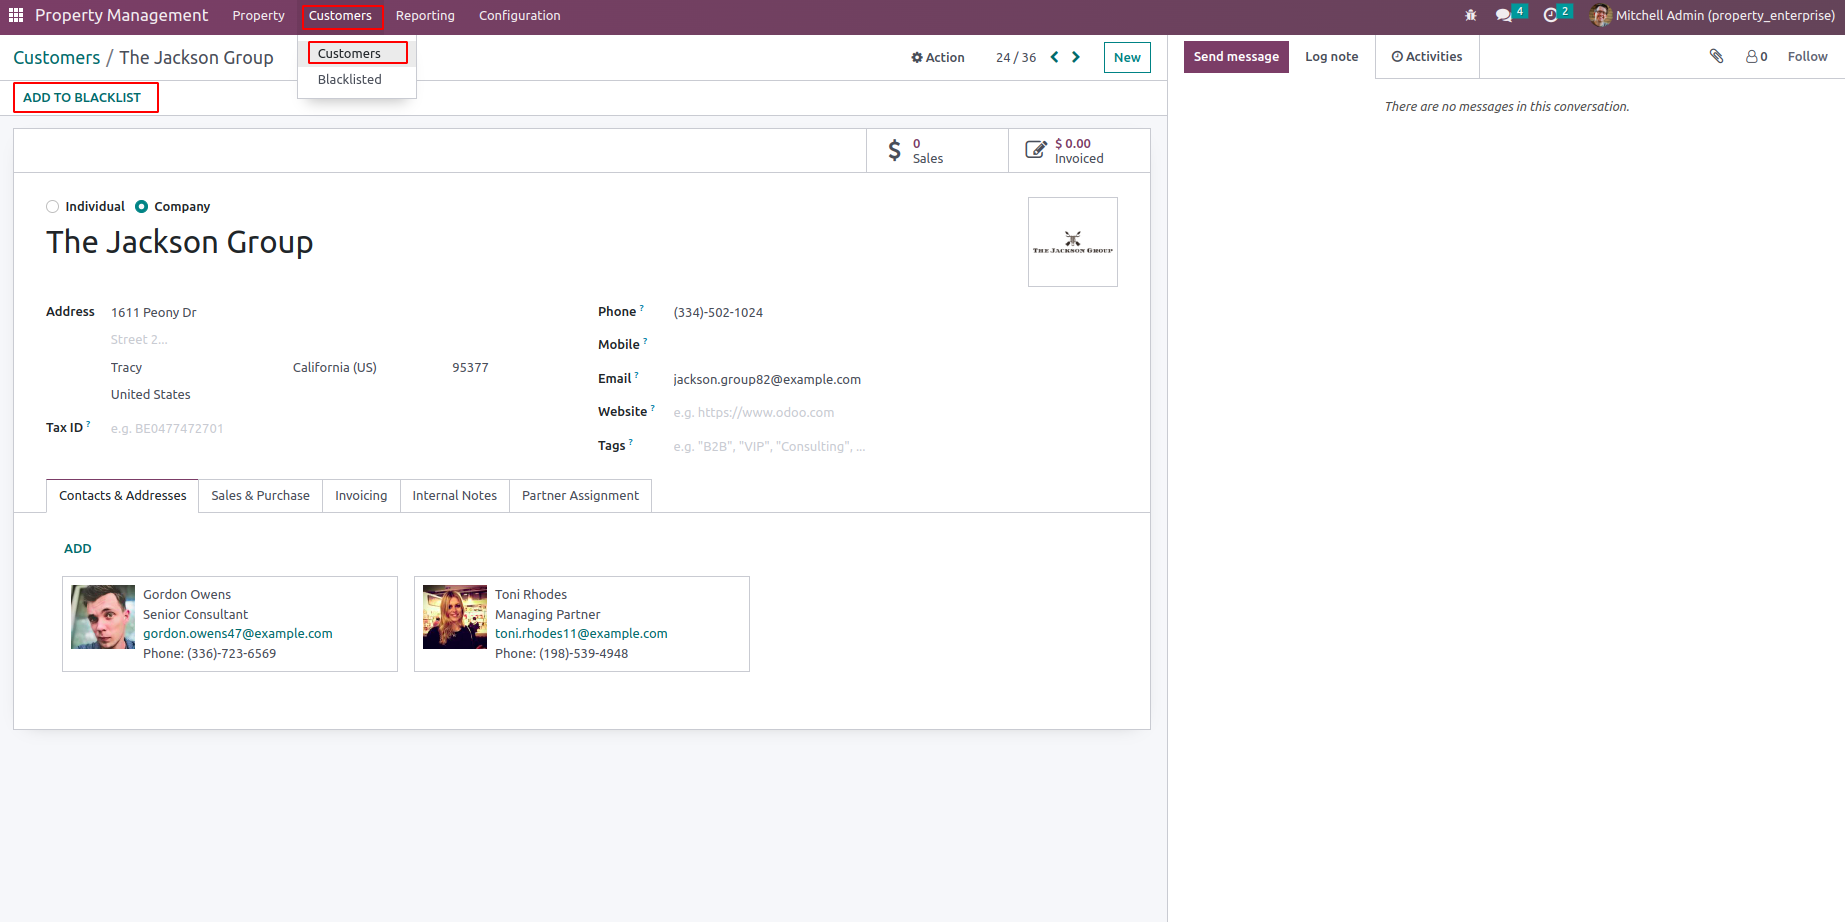 Property Management Property Customers Reporting Configuration 4 2 Mitchell Admin (property_enterprise)
Customers
Blacklisted
Customers / The Jackson Group Action 24 / 36 New
Send message Log note Activities 0 Follow
ADD TO BLACKLIST
There are no messages in this conversation.
0
Sales
$ 0.00
Invoiced
Individual Company
The Jackson Group
THE JACKSON GROUP
Address 1611 Peony Dr
Street 2...
Tracy California (US) 95377
United States
Tax ID ? e.g. BE0477472701
Phone ? (334)-502-1024
Mobile ?
Email ? jackson.group82@example.com
Website ? e.g. https://www.odoo.com
Tags ? e.g. "B2B", "VIP", "Consulting", ...
Contacts & Addresses Sales & Purchase Invoicing Internal Notes Partner Assignment
ADD
Gordon Owens
Senior Consultant
gordon.owens47@example.com
Phone: (336)-723-6569
Toni Rhodes
Managing Partner
toni.rhodes11@example.com
Phone: (198)-539-4948